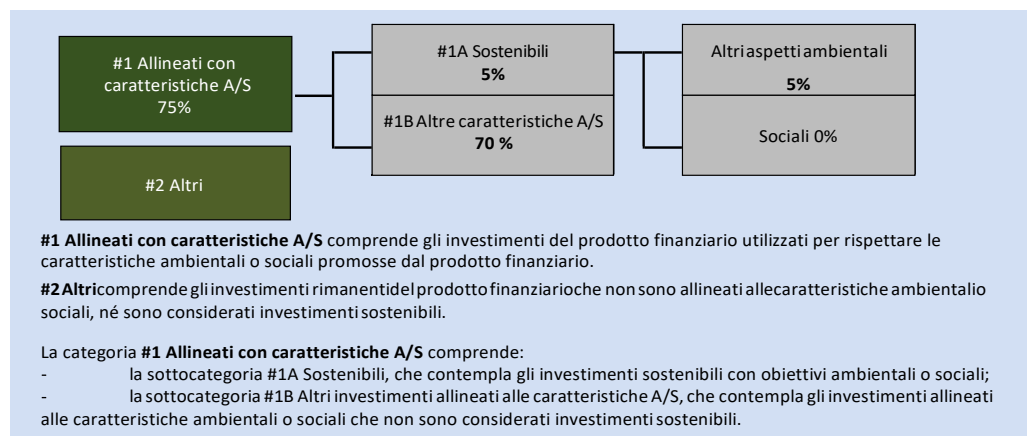 #1 Allineati con
caratteristiche A/S
75%
#2 Altri
#1A Sostenibili
5%
#1B Altre caratteristiche A/S
70 %
Altri aspetti ambientali
5%
Sociali 0%
#1 Allineati con caratteristiche A/S comprende gli investimenti del prodotto finanziario utilizzati per rispettare le
caratteristiche ambientali o sociali promosse dal prodotto finanziario.
#2 Altri comprende gli investimenti rimanenti del prodotto finanziario che non sono allineati alle caratteristiche ambientali o
sociali, né sono considerati investimenti sostenibili.
La categoria #1 Allineati con caratteristiche A/S comprende:
- la sottocategoria #1A Sostenibili, che contempla gli investimenti sostenibili con obiettivi ambientali o sociali;
- la sottocategoria #1B Altri investimenti allineati alle caratteristiche A/S, che contempla gli investimenti allineati
alle caratteristiche ambientali o sociali che non sono considerati investimenti sostenibili.